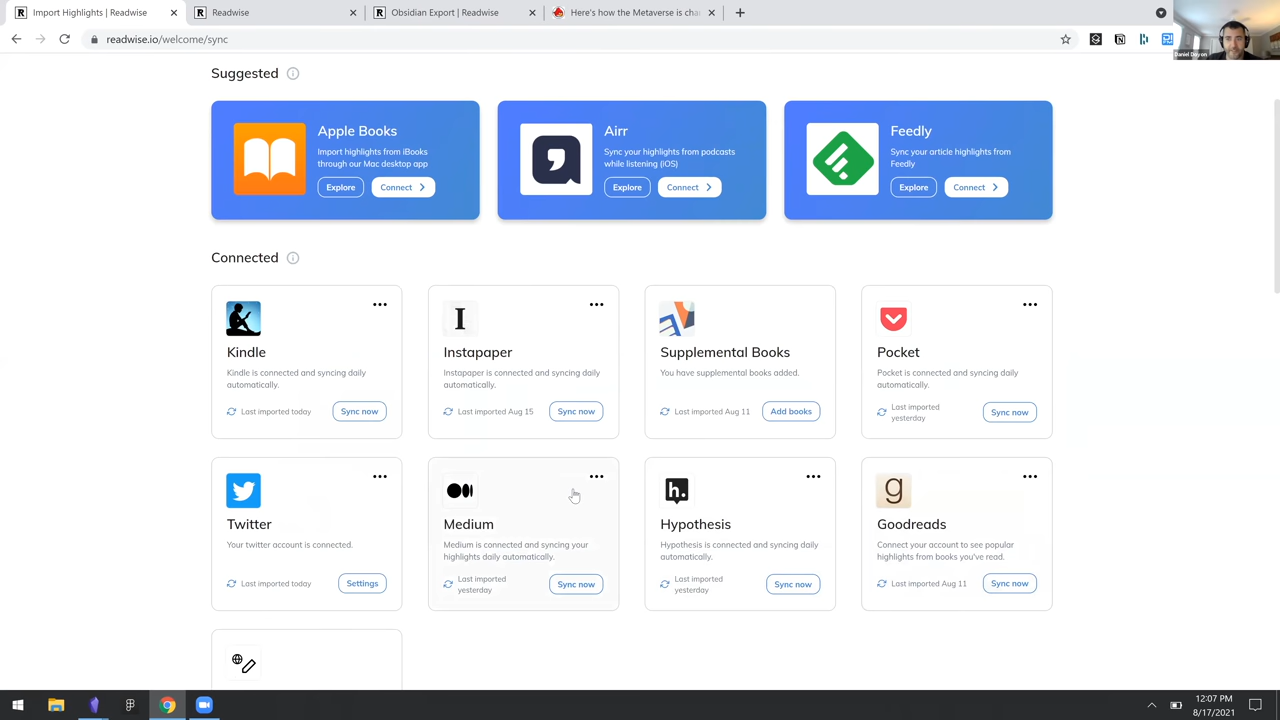 Import Highlights | Readwise
Readwise
Obsidian Export | Readwise
Here's how the Metaverse is cha
readwise.io/welcome/sync
Daniel Doyon
Suggested
Apple Books
Import highlights from iBooks
through our Mac desktop app
Explore
Connect
Airr
Sync your highlights from podcasts
while listening (iOS)
Explore
Connect
Feedly
Sync your article highlights from
Feedly
Explore
Connect
Connected
Kindle
Kindle is connected and syncing daily
automatically.
Last imported today
Sync now
Instapaper
Instapaper is connected and syncing daily
automatically.
Last imported Aug 15
Sync now
Supplemental Books
You have supplemental books added.
Last imported Aug 11
Add books
Pocket
Pocket is connected and syncing daily
automatically.
Last imported
yesterday
Sync now
Twitter
Your twitter account is connected.
Last imported today
Settings
Medium
Medium is connected and syncing your
highlights daily automatically.
Last imported
yesterday
Sync now
h.
Hypothesis
Hypothesis is connected and syncing daily
automatically.
Last imported
yesterday
Sync now
g
Goodreads
Connect your account to see popular
highlights from books you've read.
Last imported Aug 11
Sync now
12:07 PM
8/17/2021